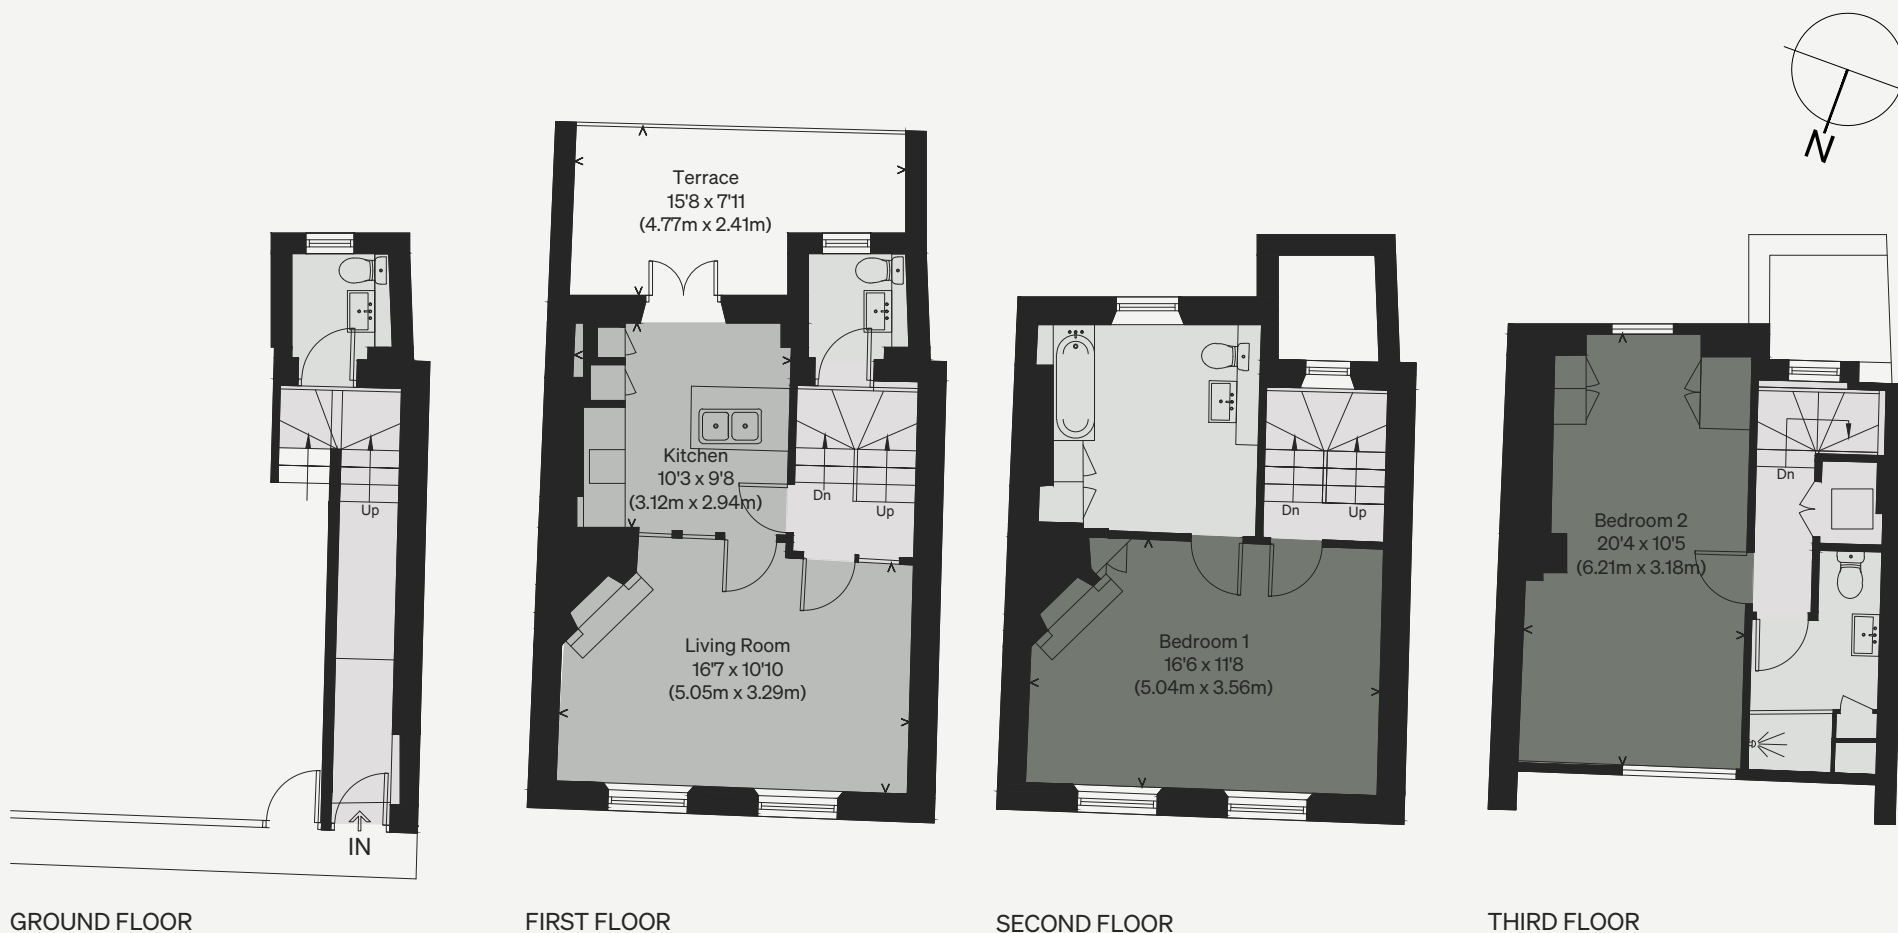 N
Terrace
15'8 x 7'11
(4.77m x 2.41m)
Kitchen
10'3 x 9'8
(3.12m x 2.94m)
Dn
Up
Living Room
16'7 x 10'10
(5.05m x 3.29m)
Up
IN
Dn
Up
Bedroom 1
16'6 x 11'8
(5.04m x 3.56m)
Dn
Bedroom 2
20'4 x 10'5
(6.21m x 3.18m)
GROUND FLOOR
FIRST FLOOR
SECOND FLOOR
THIRD FLOOR